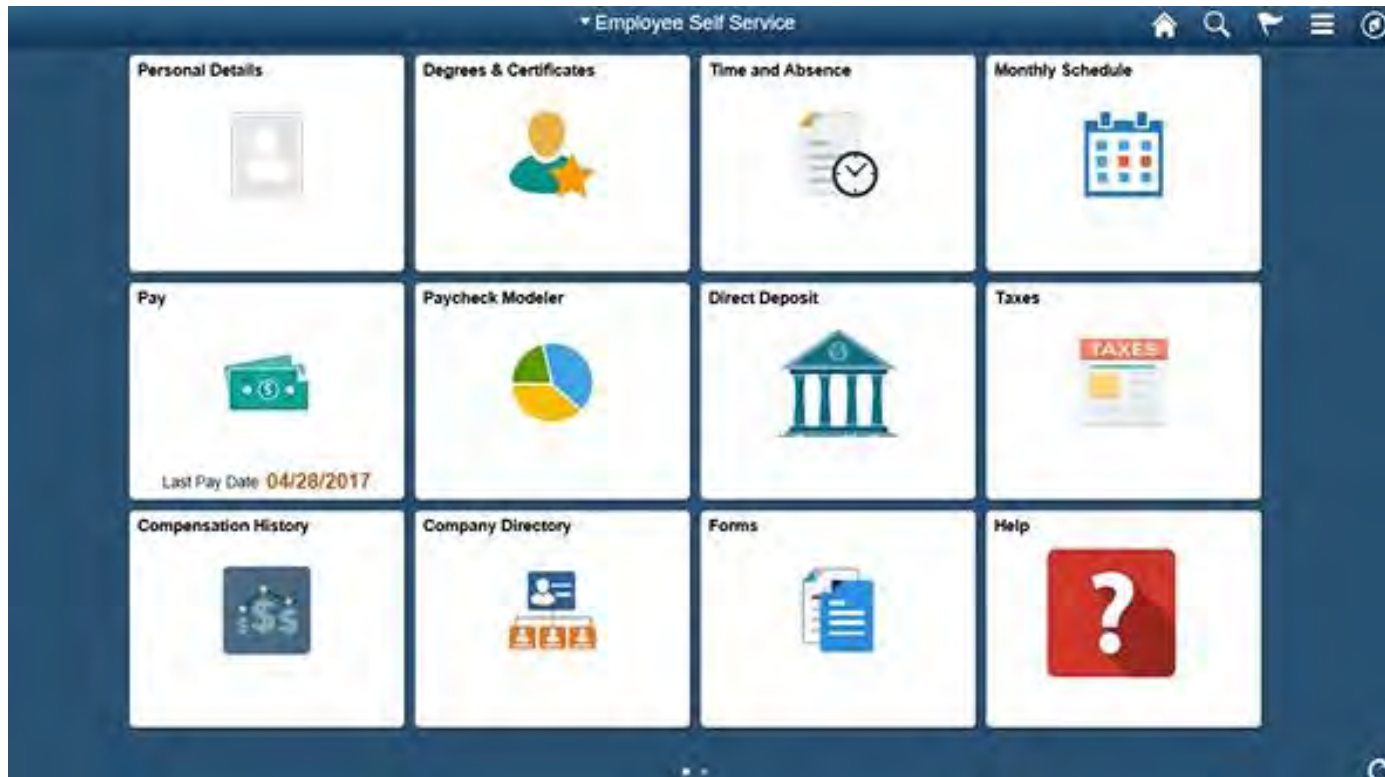 Employee Self Service
Personal Details
Degrees & Certificates
Time and Absence
Monthly Schedule
Pay
Last Pay Date 04/28/2017
Paycheck Modeler
Direct Deposit
Taxes
TAXES
Compensation History
Company Directory
Forms
Help